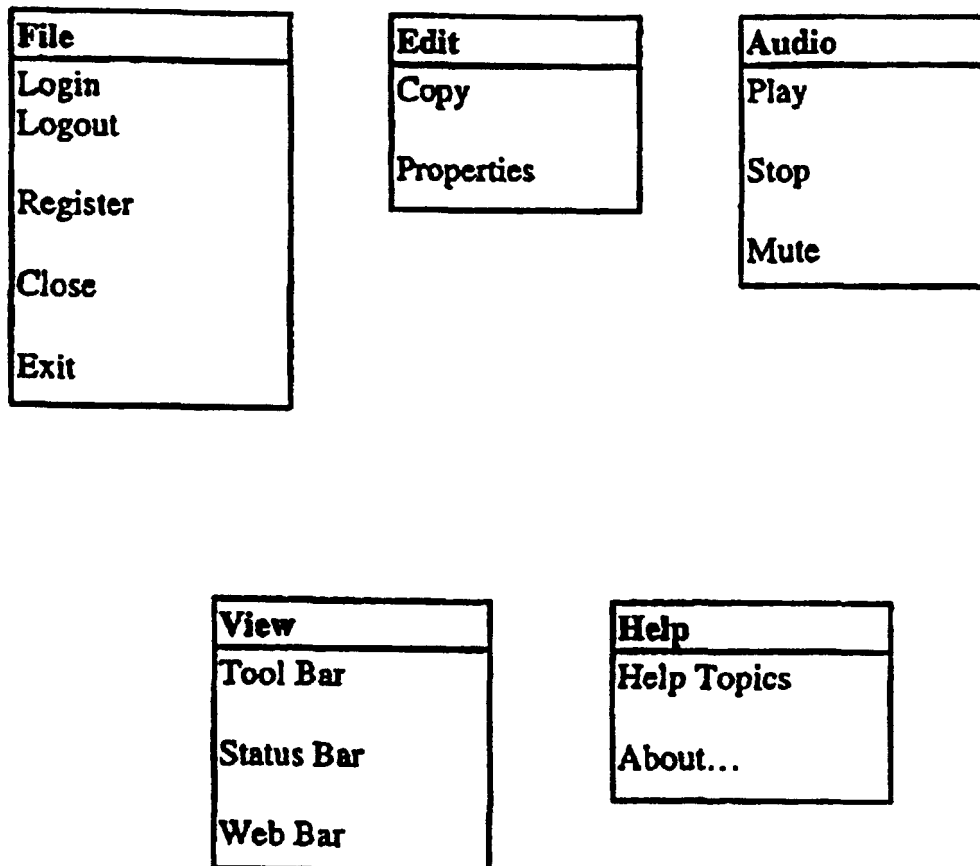 File
Login
Logout
Register
Close
Exit
Edit
Copy
Properties
Audio
Play
Stop
Mute
View
Tool Bar
Status Bar
Web Bar
Help
Help Topics
About...